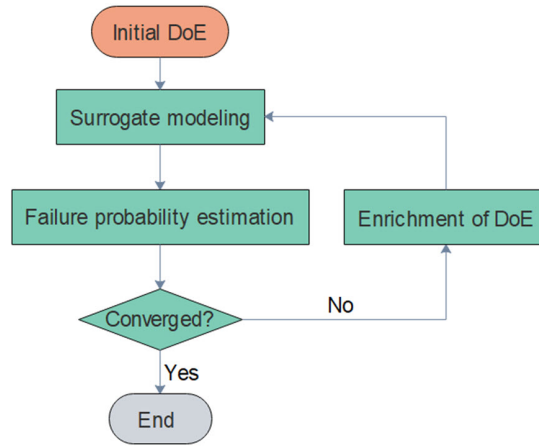 Initial DoE
Surrogate modeling
Failure probability estimation
Enrichment of DoE
Converged?
No
Yes
End